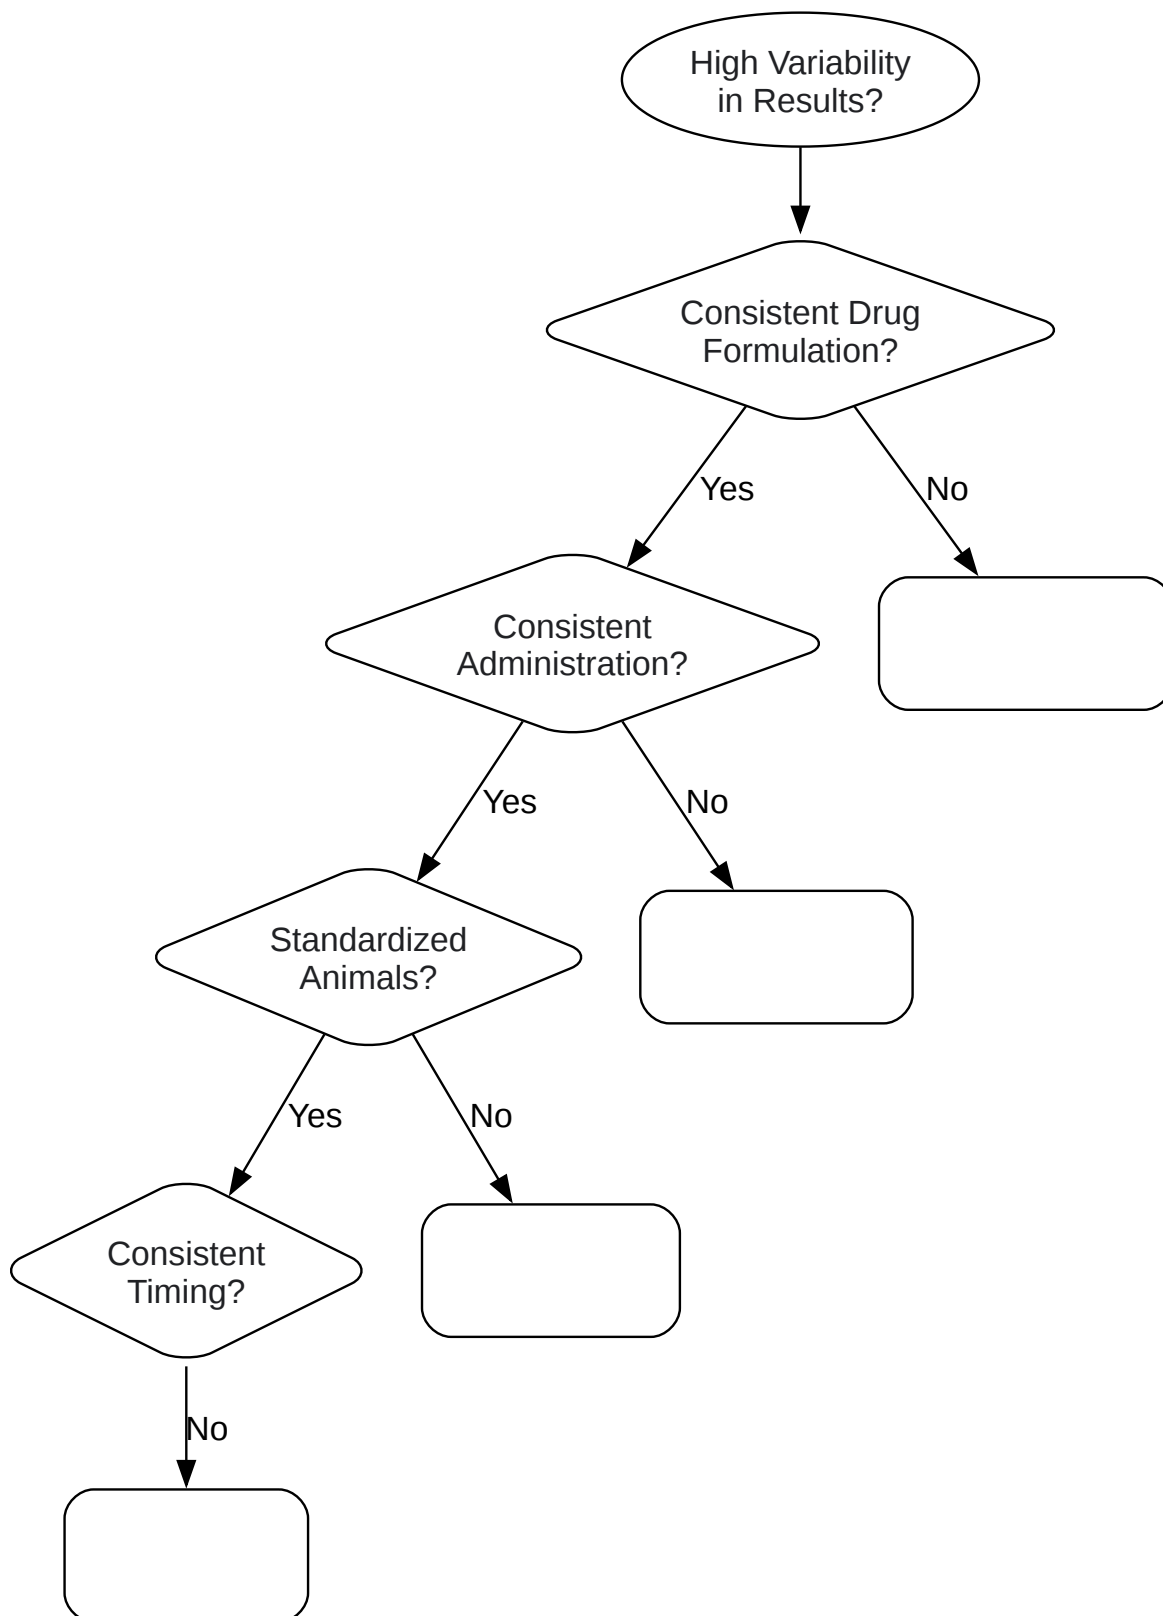 High Variability
in Results?
Consistent Drug
Formulation?
Yes
No
Consistent
Administration?
Yes
No
Standardized
Animals?
Yes
No
Consistent
Timing?
No